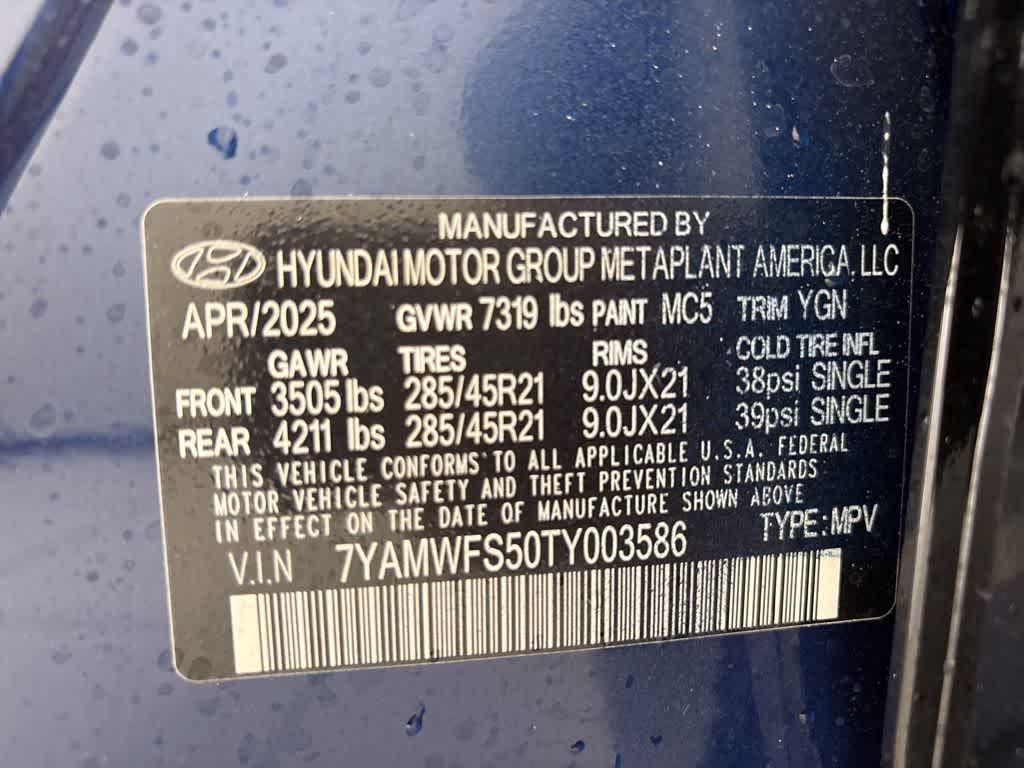 MANUFACTURED BY
HYUNDAI MOTOR GROUP METAPLANT AMERICA, LLC
APR/2025 GVWR 7319 lbs PAINT MC5 TRIM YGN
GAWR TIRES RIMS COLD TIRE INFL
FRONT 3505 lbs 285/45R21 9.0JX21 38psi SINGLE
REAR 4211 lbs 285/45R21 9.0JX21 39psi SINGLE
THIS VEHICLE CONFORMS TO ALL APPLICABLE U.S.A. FEDERAL
MOTOR VEHICLE SAFETY AND THEFT PREVENTION STANDARDS
IN EFFECT ON THE DATE OF MANUFACTURE SHOWN ABOVE
V.I.N 7YAMWFS50TY003586 TYPE:MPV